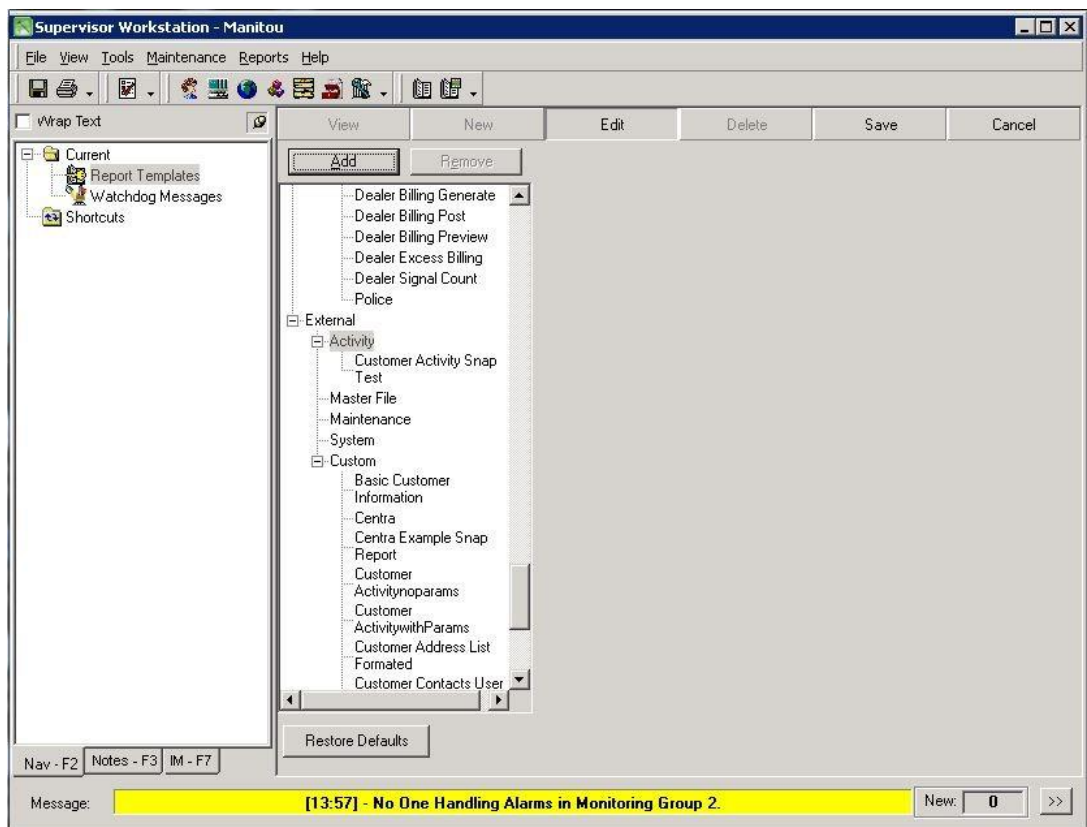 Supervisor Workstation - Manitou
File View Tools Maintenance Reports Help
Wrap Text
View New Edit Delete Save Cancel
Current
Report Templates
Watchdog Messages
Shortcuts
Add Remove
Dealer Billing Generate
Dealer Billing Post
Dealer Billing Preview
Dealer Excess Billing
Dealer Signal Count
Police
External
Activity
Customer Activity Snap
Test
Master File
Maintenance
System
Custom
Basic Customer
Information
Centra
Centra Example Snap
Report
Customer
Activitynoparams
Customer
ActivitywithParams
Customer Address List
Formated
Customer Contacts User
Restore Defaults
Nav - F2 Notes - F3 IM - F7
Message: [13:57] - No One Handling Alarms in Monitoring Group 2. New: 0 >>